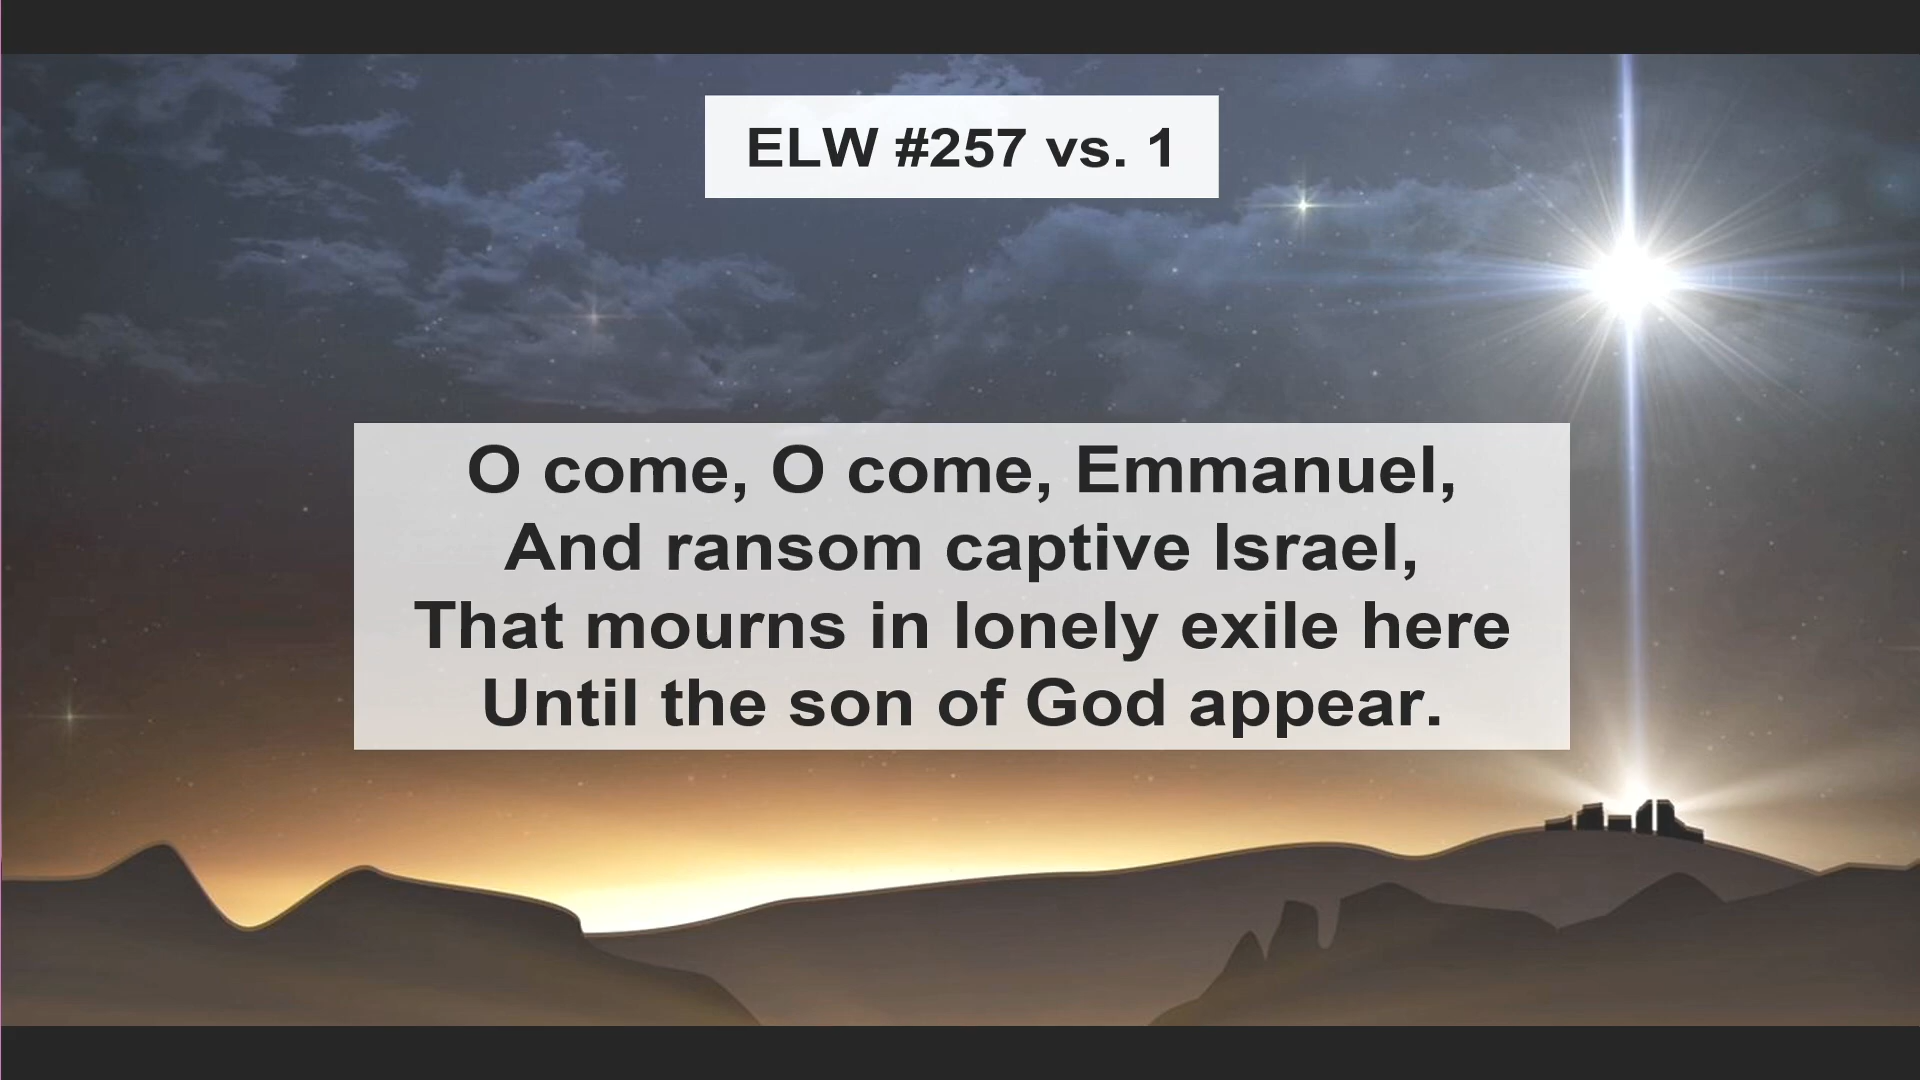 ELW #257 vs. 1
O come, O come, Emmanuel,
And ransom captive Israel,
That mourns in lonely exile here
Until the son of God appear.